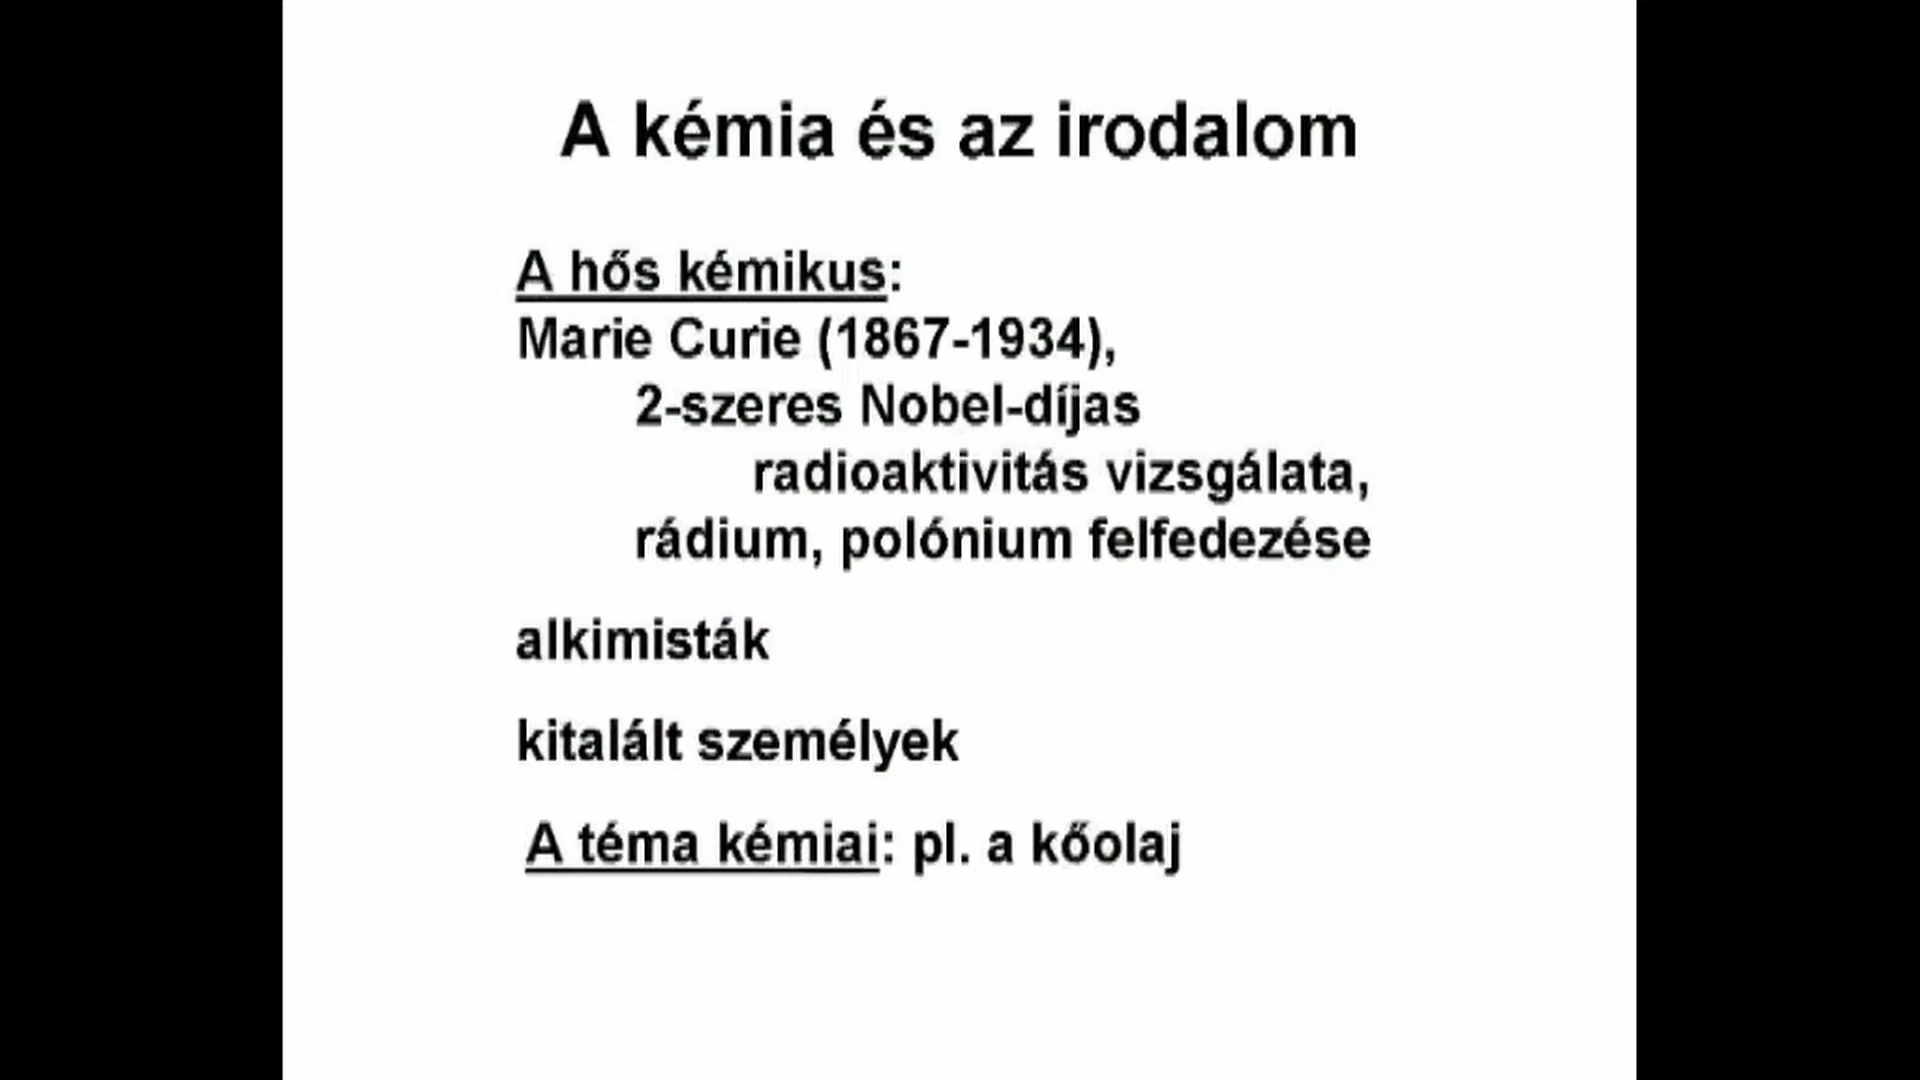 A kémia és az irodalom
A hős kémikus:
Marie Curie (1867-1934),
2-szeres Nobel-díjas
radioaktivitás vizsgálata,
rádium, polónium felfedezése
alkimisták
kitalált személyek
A téma kémiai: pl. a kőolaj